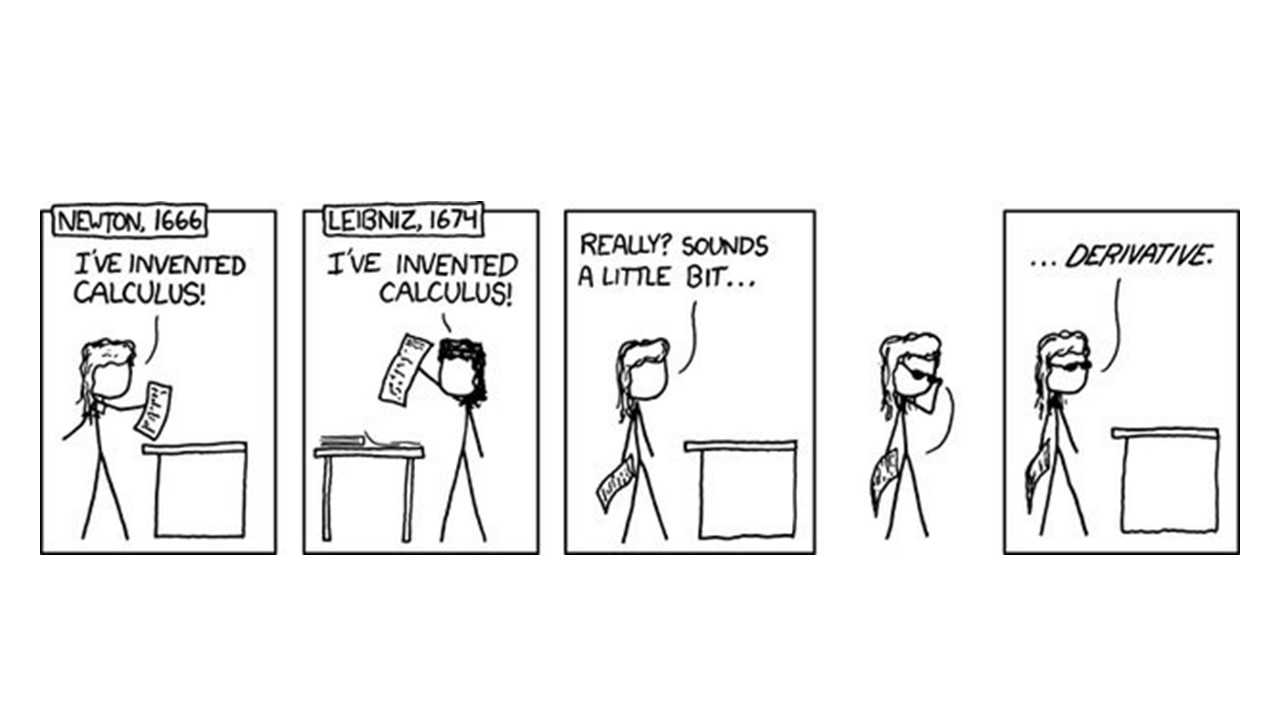 NEWTON, 1666
I'VE INVENTED
CALCULUS!
LEIBNIZ, 1674
I'VE INVENTED
CALCULUS!
REALLY? SOUNDS
A LITTLE BIT...
... DERIVATIVE.